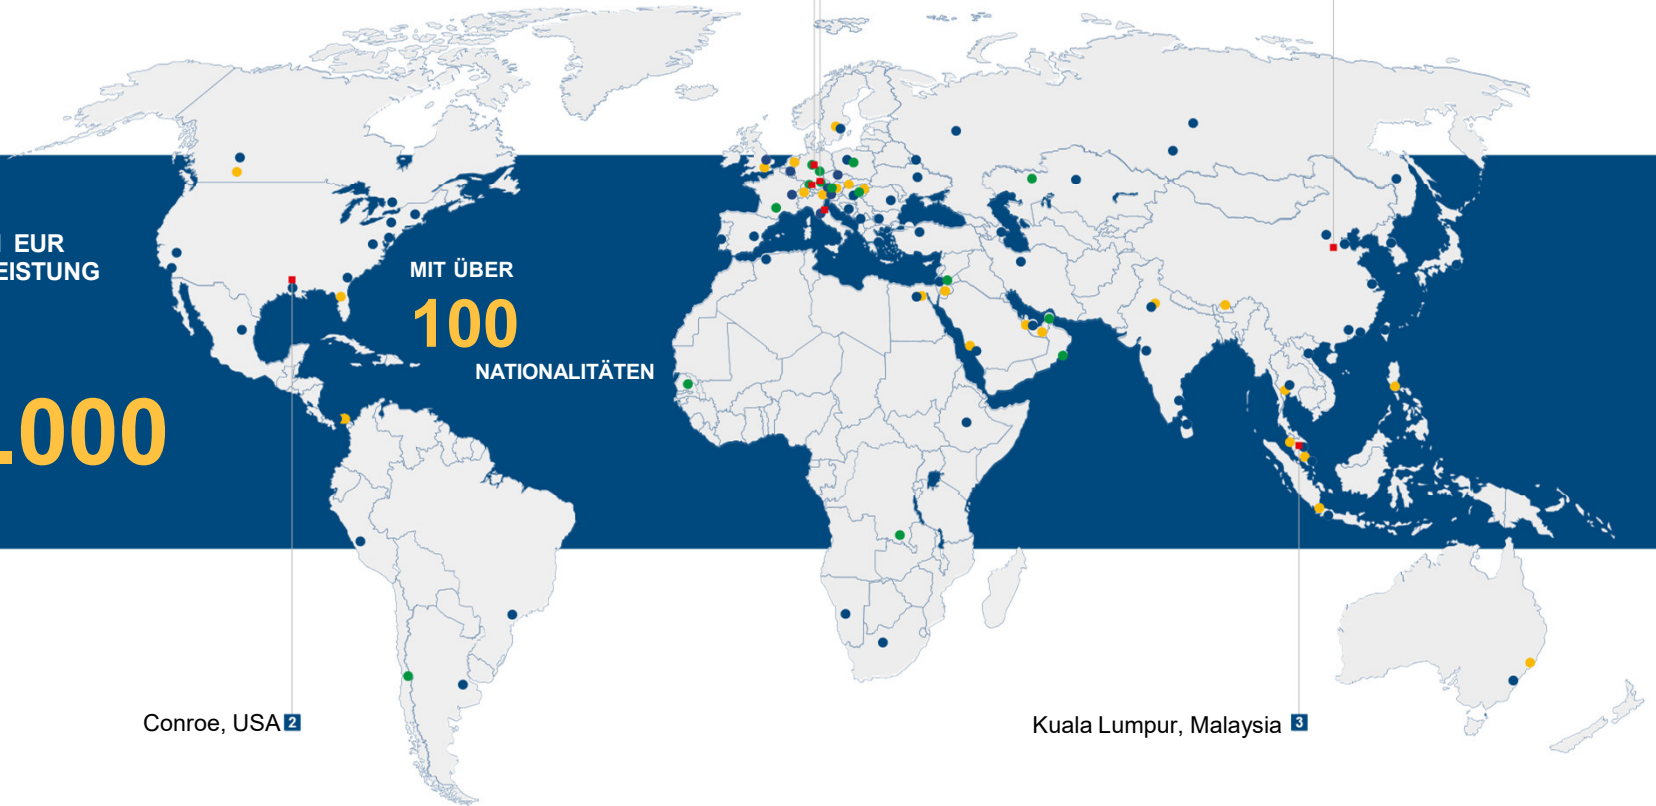 EUR
EISTUNG
MIT ÜBER
100
NATIONALITÄTEN
.000
Conroe, USA 2
Kuala Lumpur, Malaysia 3